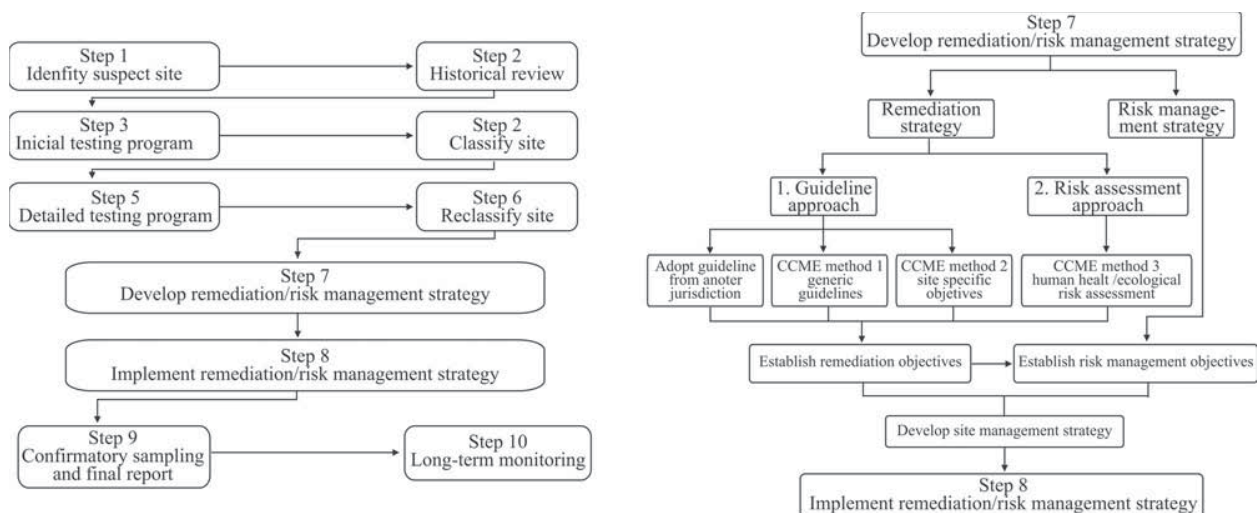 Step 1
Idenfity suspect site
Step 2
Historical review
Step 3
Inicial testing program
Step 2
Classify site
Step 5
Detailed testing program
Step 6
Reclassify site
Step 7
Develop remediation/risk management strategy
Step 8
Implement remediation/risk management strategy
Step 9
Confirmatory sampling
and final report
Step 10
Long-term monitoring
Step 7
Develop remediation/risk management strategy
Remediation
strategy
Risk manage-
ment strategy
1. Guideline
approach
2. Risk assessment
approach
Adopt guideline
from anoter
jurisdiction
CCME method 1
generic
guidelines
CCME method 2
site specific
objetives
CCME method 3
human healt /ecological
risk assessment
Establish remediation objectives
Establish risk management objectives
Develop site management strategy
Step 8
Implement remediation/risk management strategy